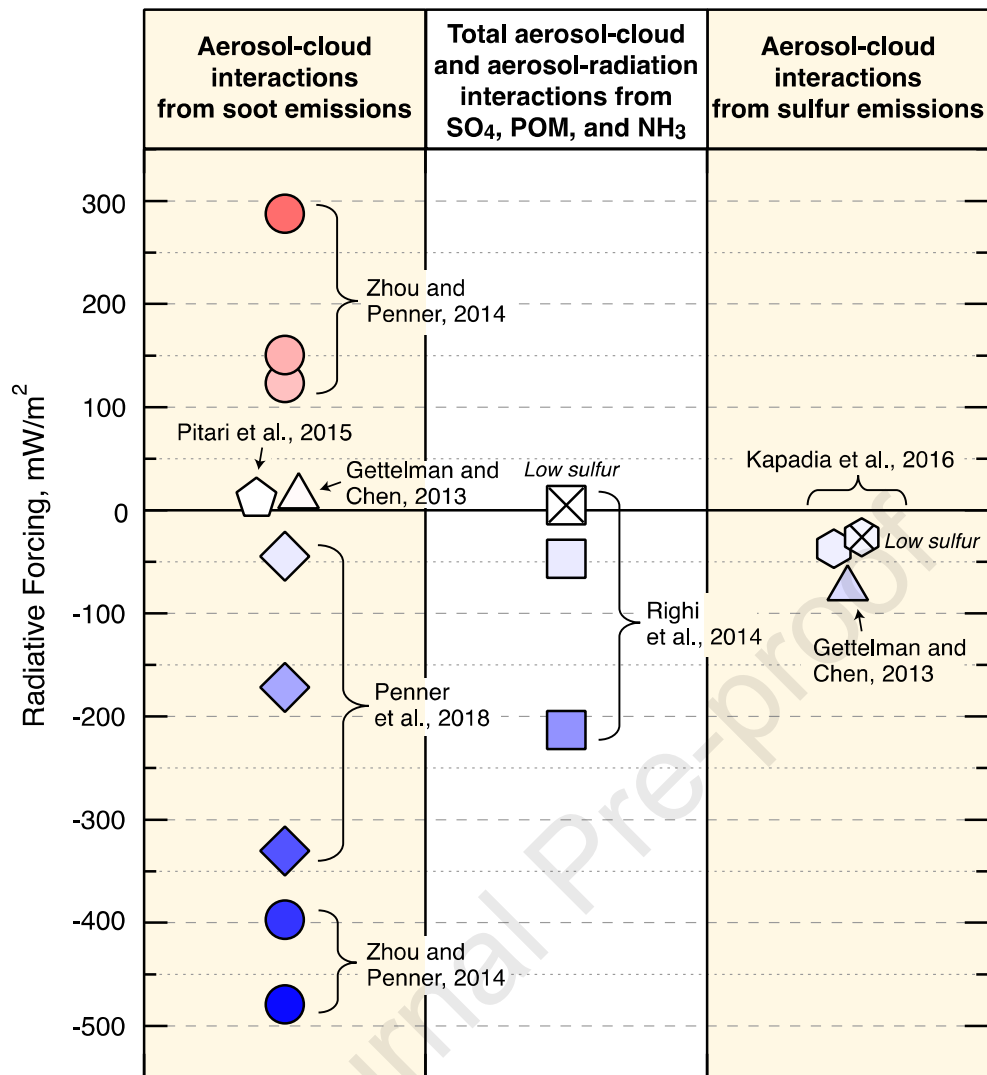 Aerosol-cloud
interactions
from soot emissions
Total aerosol-cloud
and aerosol-radiation
interactions from
SO₄, POM, and NH₃
Aerosol-cloud
interactions
from sulfur emissions
Radiative Forcing, mW/m²
300
200
100
0
-100
-200
-300
-400
-500
Zhou and
Penner, 2014
Pitari et al., 2015
Gettelman and
Chen, 2013
Penner
et al., 2018
Zhou and
Penner, 2014
Low sulfur
Righi
et al., 2014
Kapadia et al., 2016
Low sulfur
Gettelman and
Chen, 2013
rnal Pre-proof